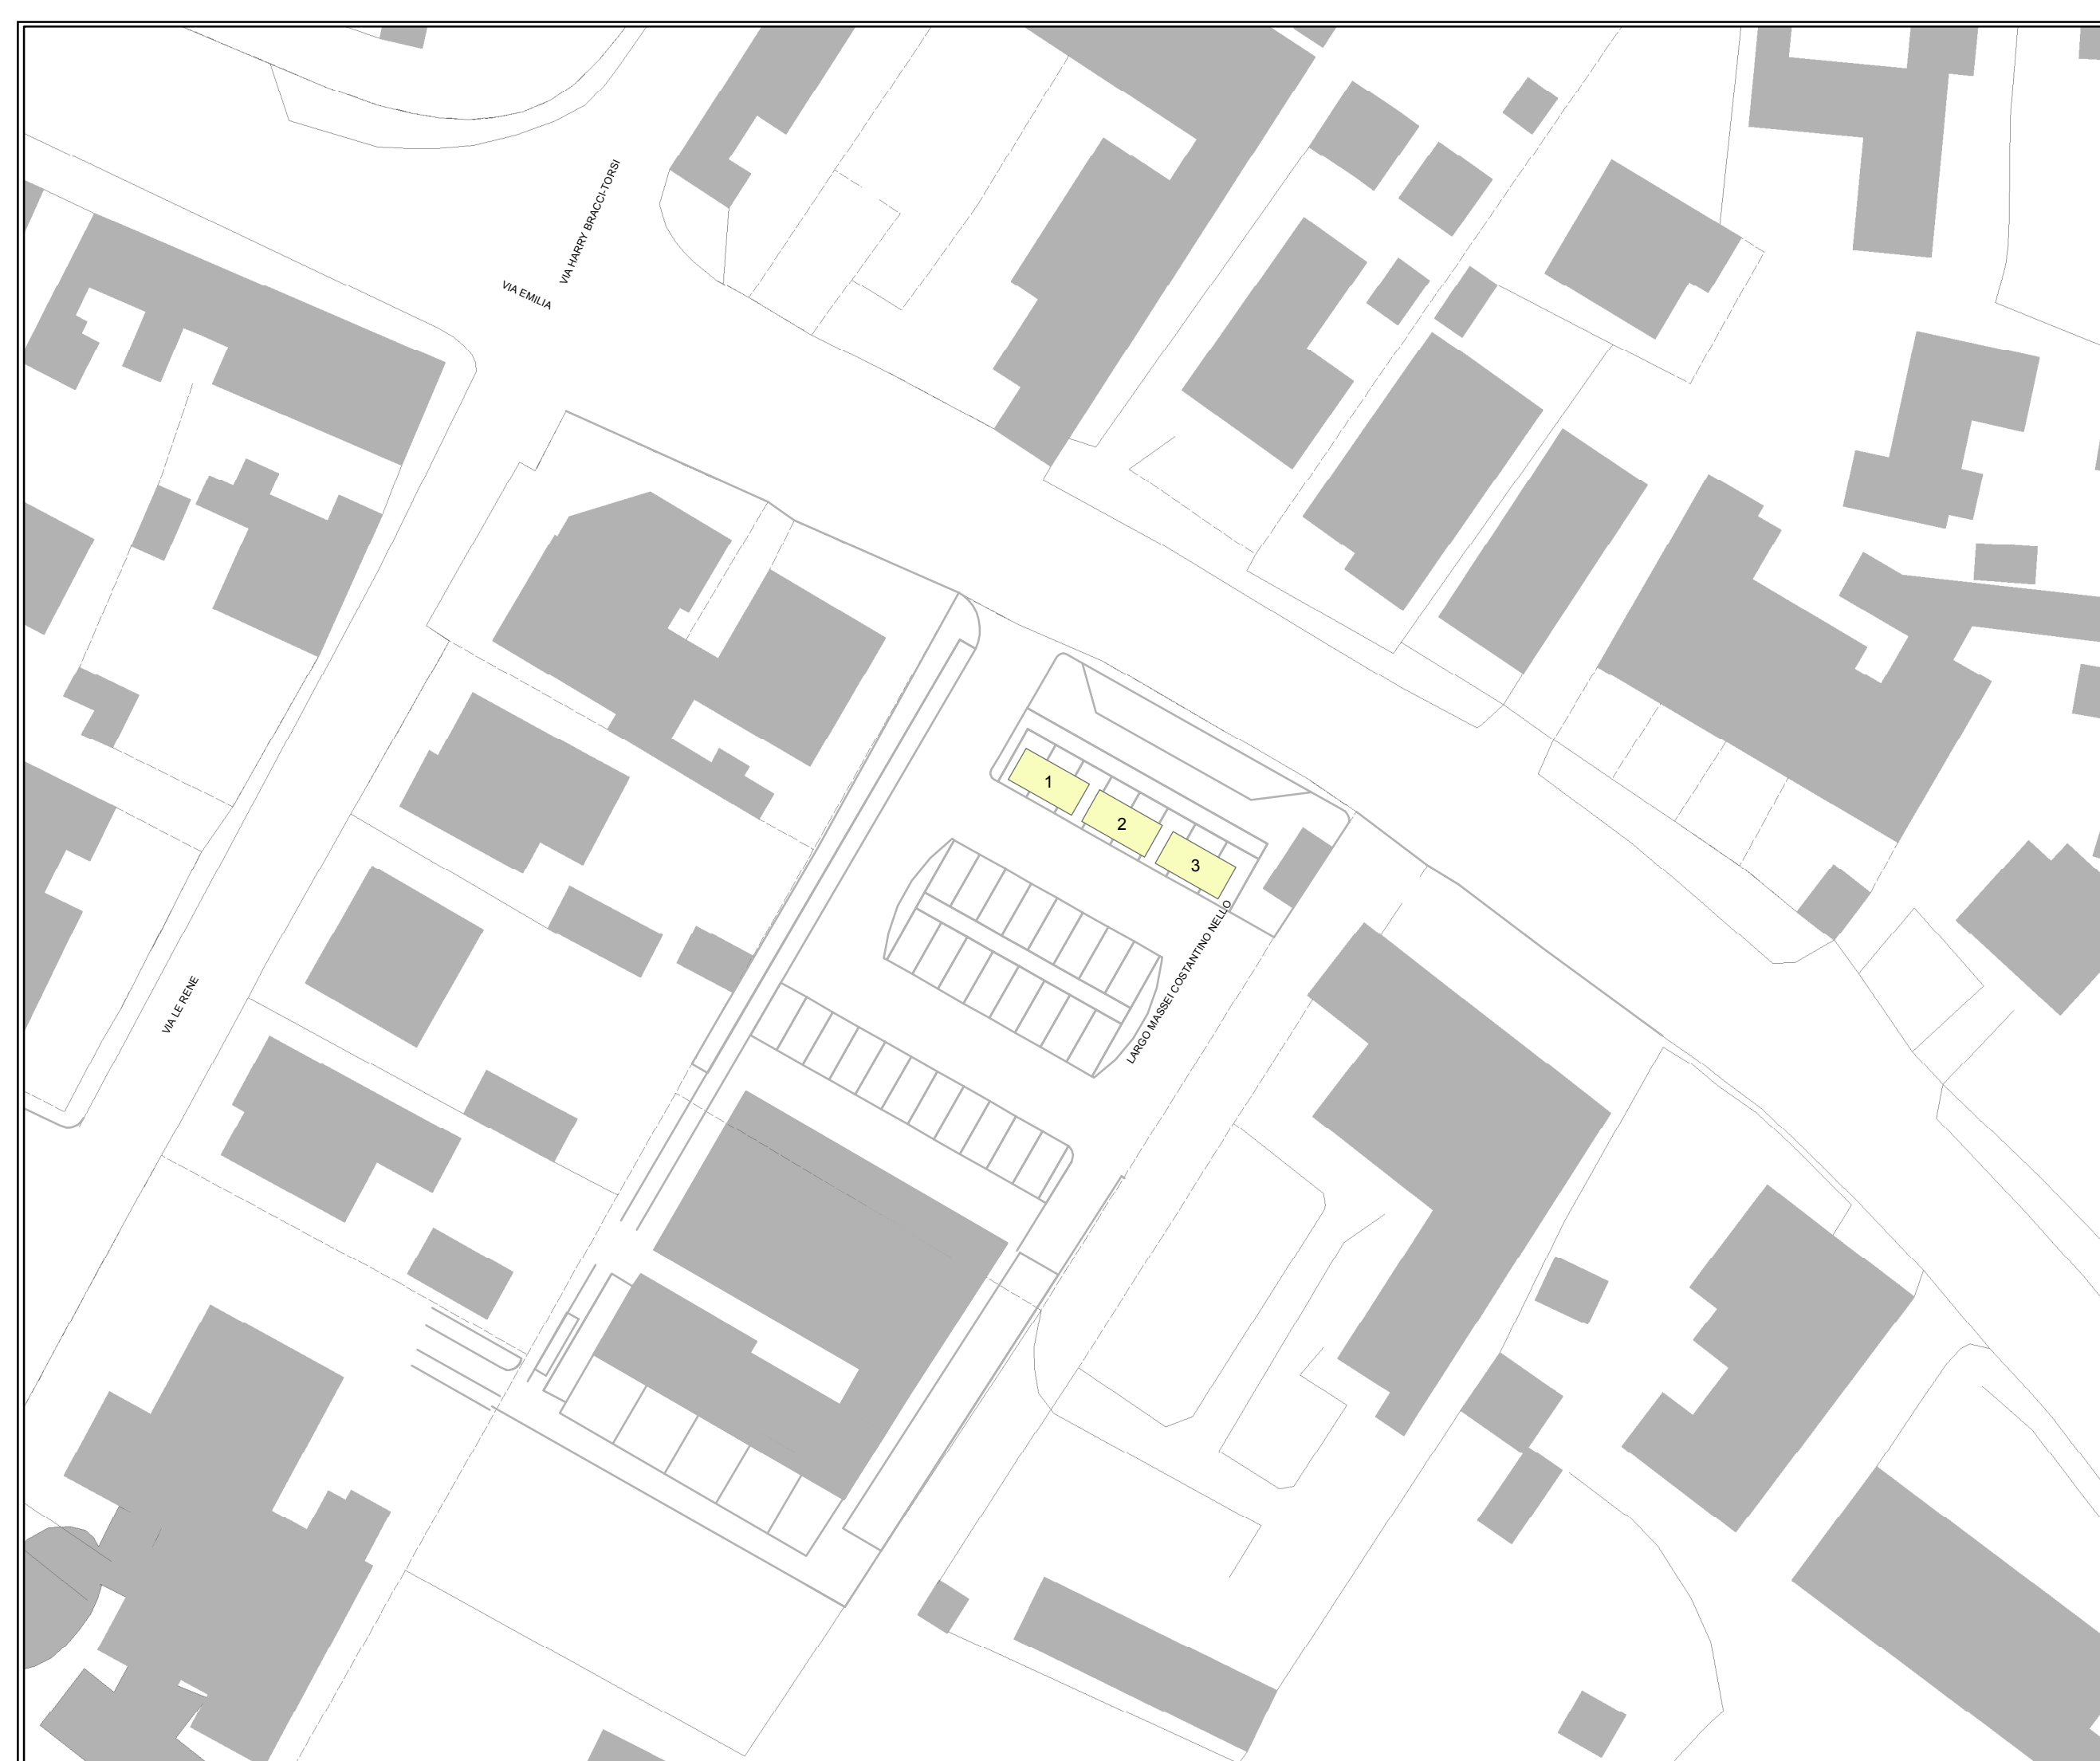 VIA HARRY BRACCI-TORSI
VIA EMILIA
1
2
3
LARGO MASSEI COSTANTINO NELLO
VIA LE RENE